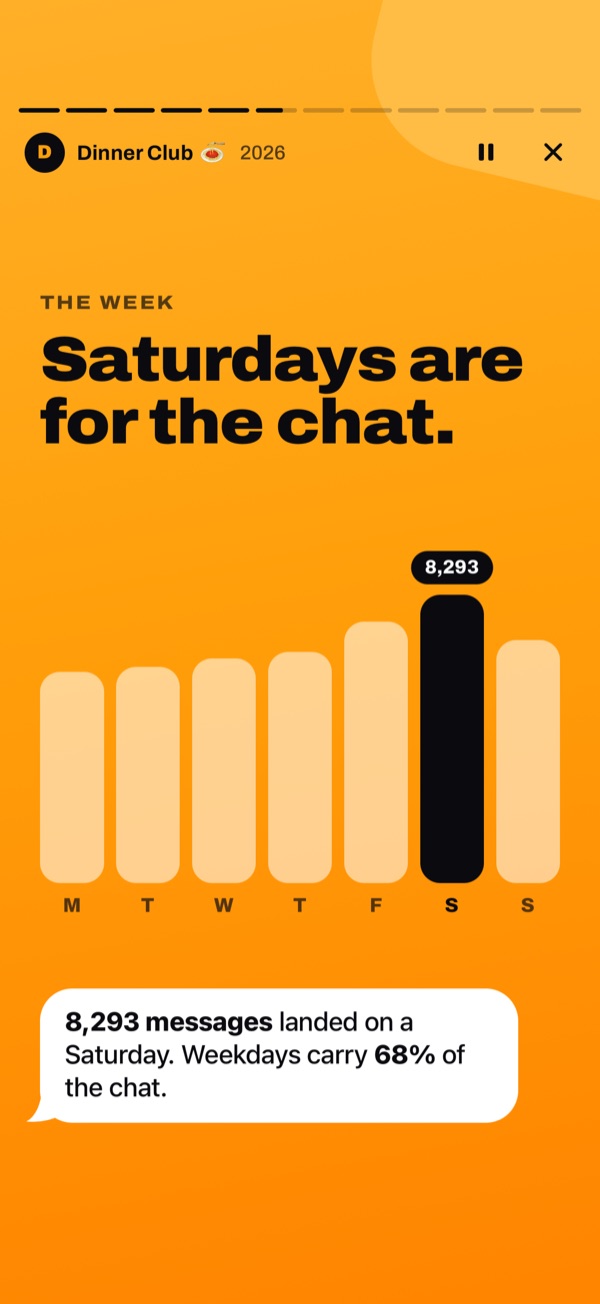 D Dinner Club 🍝 2026
THE WEEK
Saturdays are
for the chat.
8,293
M T W T F S S
8,293 messages landed on a
Saturday. Weekdays carry 68% of
the chat.